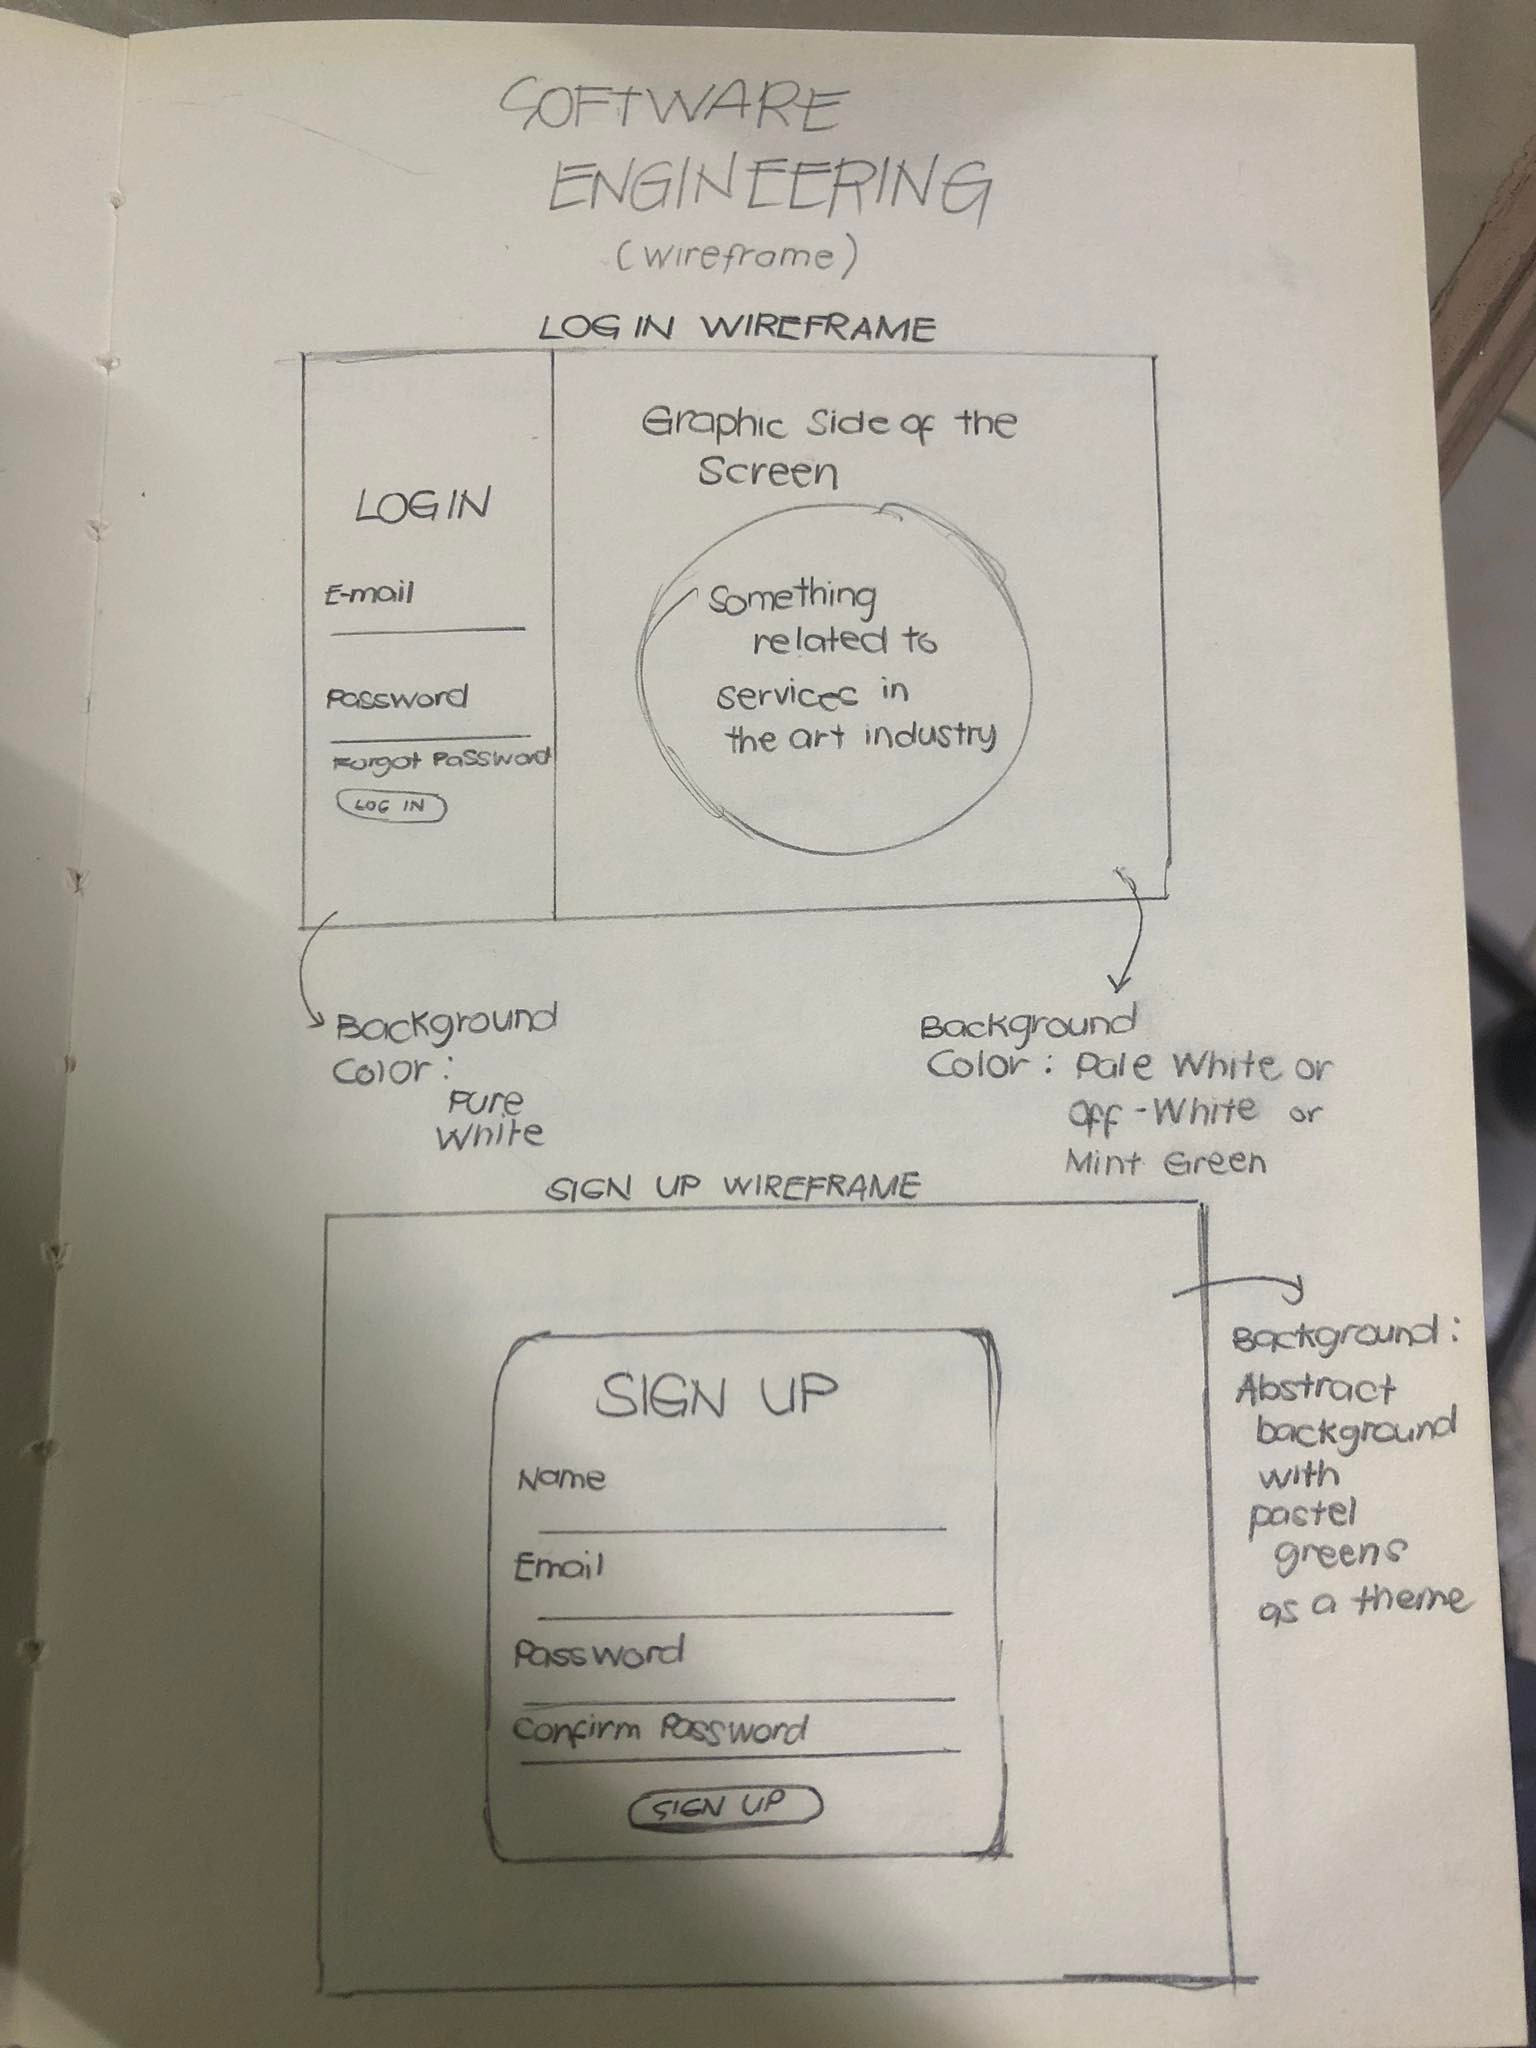 SOFTWARE
ENGINEERING
(wireframe)
LOG IN WIREFRAME
LOG IN
E-mail
Password
Forgot Password
LOG IN
Graphic Side of the
Screen
Something
related to
services in
the art industry
Background
Color:
Pure
White
Background
Color: Pale White or
Off-White or
Mint Green
SIGN UP WIREFRAME
SIGN UP
Name
Email
Password
Confirm Password
SIGN UP
Background:
Abstract
background
with
pastel
greens
as a theme